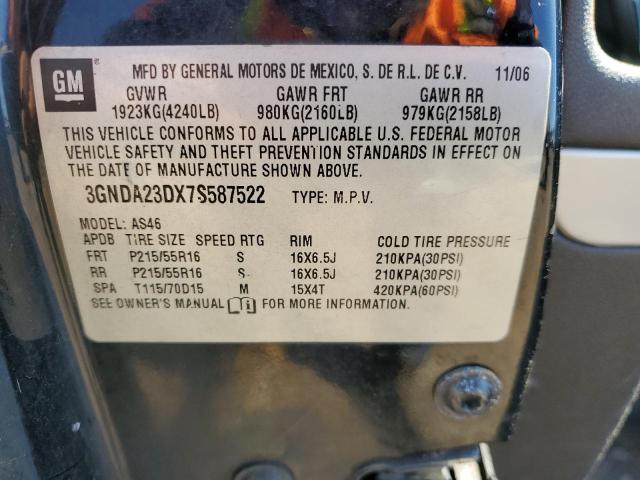 GM
MFD BY GENERAL MOTORS DE MEXICO, S. DE R.L. DE C.V. 11/06
GVWR GAWR FRT GAWR RR
1923KG(4240LB) 980KG(2160LB) 979KG(2158LB)
THIS VEHICLE CONFORMS TO ALL APPLICABLE U.S. FEDERAL MOTOR
VEHICLE SAFETY AND THEFT PREVENTION STANDARDS IN EFFECT ON
THE DATE OF MANUFACTURE SHOWN ABOVE.
3GNDA23DX7S587522 TYPE: M.P.V.
MODEL: AS46
APDB TIRE SIZE SPEED RTG RIM COLD TIRE PRESSURE
FRT P215/55R16 S 16X6.5J 210KPA(30PSI)
RR P215/55R16 S 16X6.5J 210KPA(30PSI)
SPA T115/70D15 M 15X4T 420KPA(60PSI)
SEE OWNER'S MANUAL FOR MORE INFORMATION.